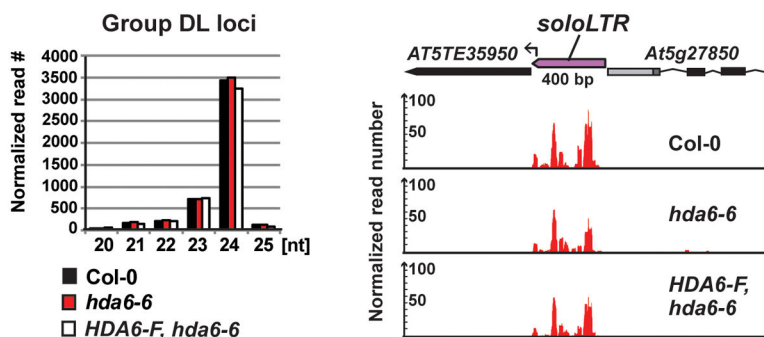 Group DL loci
Normalized read #
4000
3500
3000
2500
2000
1500
1000
500
0
20 21 22 23 24 25 [nt]
Col-0
hda6-6
HDA6-F, hda6-6
soloLTR
AT5TE35950
At5g27850
400 bp
Normalized read number
100
50
Col-0
100
50
hda6-6
100
50
HDA6-F,
hda6-6